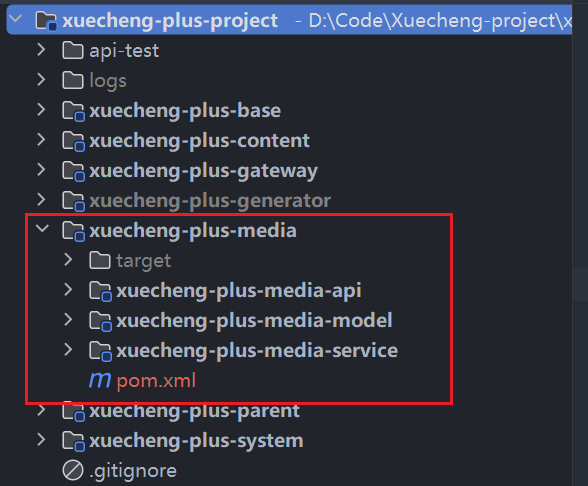 xuecheng-plus-project - D:\Code\Xuecheng-project\x
api-test
logs
xuecheng-plus-base
xuecheng-plus-content
xuecheng-plus-gateway
xuecheng-plus-generator
xuecheng-plus-media
target
xuecheng-plus-media-api
xuecheng-plus-media-model
xuecheng-plus-media-service
m pom.xml
xuecheng-plus-parent
xuecheng-plus-system
.gitignore